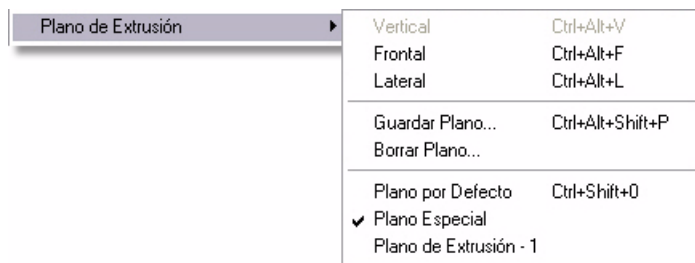 Plano de Extrusión
Vertical Ctrl+Alt+V
Frontal Ctrl+Alt+F
Lateral Ctrl+Alt+L
Guardar Plano... Ctrl+Alt+Shift+P
Borrar Plano...
Plano por Defecto Ctrl+Shift+0
Plano Especial
Plano de Extrusión - 1